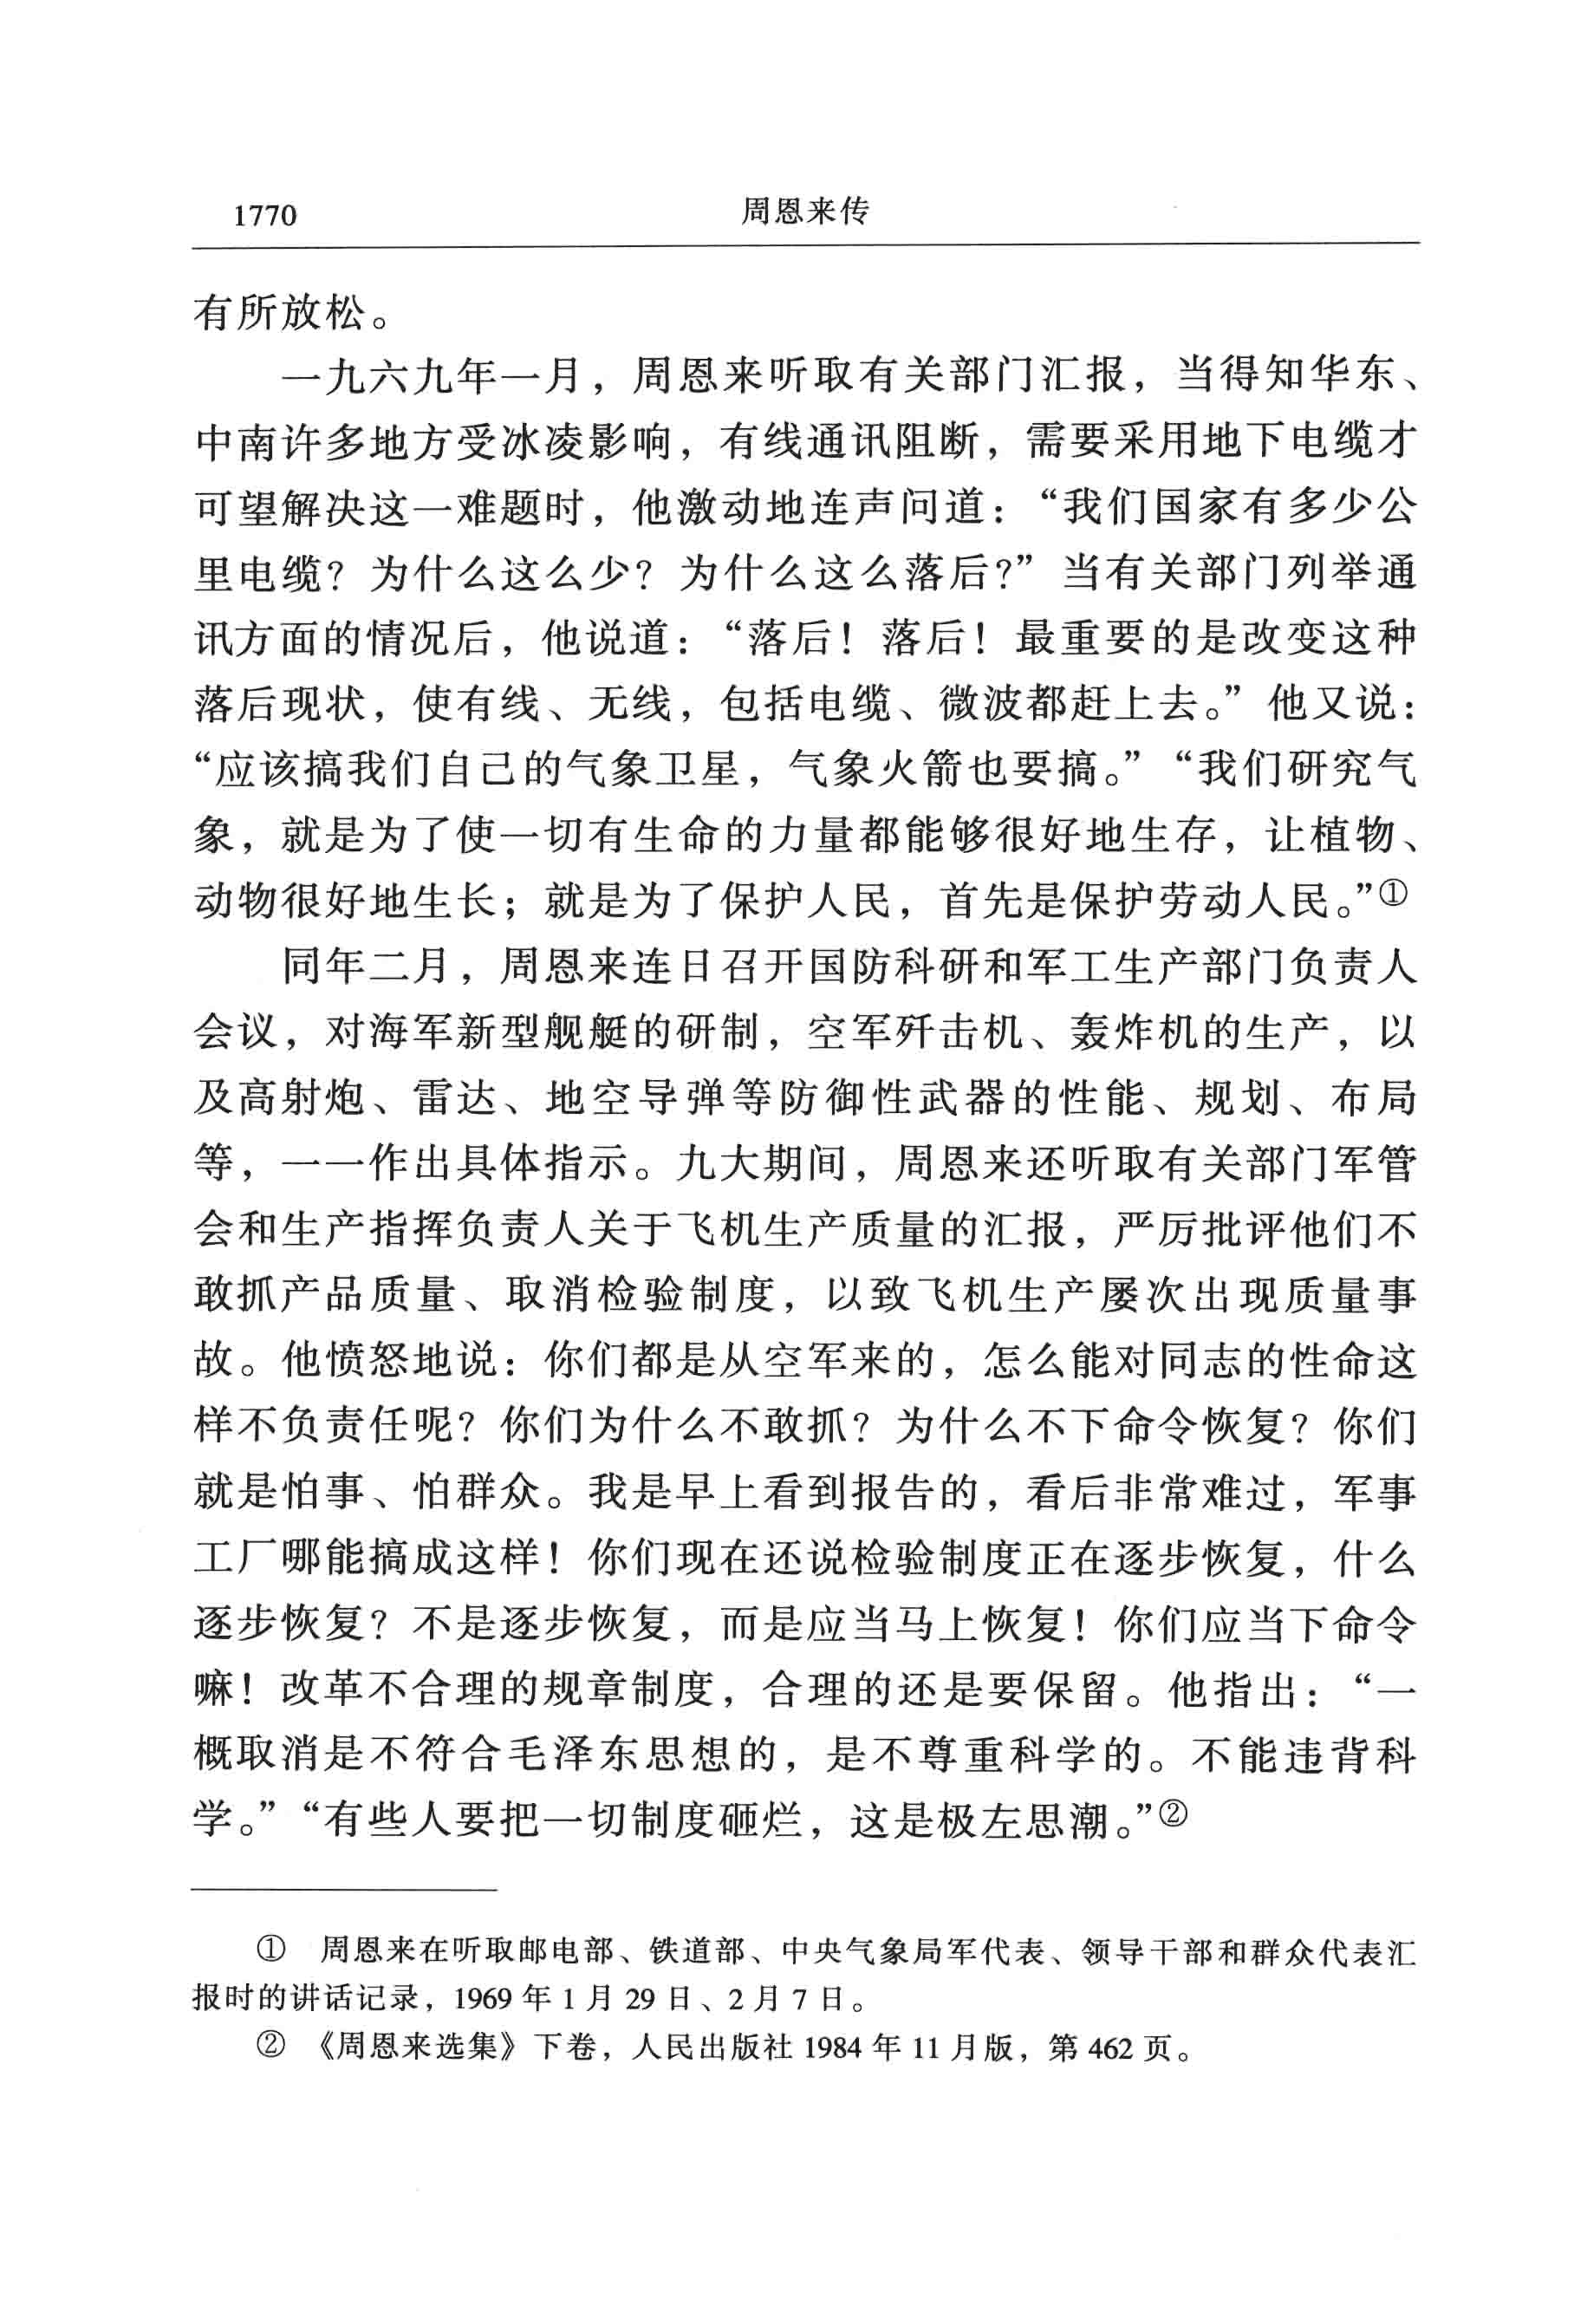 1770
周恩来传
有所放松。
一九六九年一月，周恩来听取有关部门汇报，当得知华东、
中南许多地方受冰凌影响，有线通讯阻断，需要采用地下电缆才
可望解决这一难题时，他激动地连声问道：“我们国家有多少公
里电缆？为什么这么少？为什么这么落后？”当有关部门列举通
讯方面的情况后，他说道：“落后！落后！最重要的是改变这种
落后现状，使有线、无线，包括电缆、微波都赶上去。”他又说：
“应该搞我们自己的气象卫星，气象火箭也要搞。”“我们研究气
象，就是为了使一切有生命的力量都能够很好地生存，让植物、
动物很好地生长；就是为了保护人民，首先是保护劳动人民。”①
同年二月，周恩来连日召开国防科研和军工生产部门负责人
会议，对海军新型舰艇的研制，空军歼击机、轰炸机的生产，以
及高射炮、雷达、地空导弹等防御性武器的性能、规划、布局
等，一一作出具体指示。九大期间，周恩来还听取有关部门军管
会和生产指挥负责人关于飞机生产质量的汇报，严厉批评他们不
敢抓产品质量、取消检验制度，以致飞机生产屡次出现质量事
故。他愤怒地说：你们都是从空军来的，怎么能对同志的性命这
样不负责任呢？你们为什么不敢抓？为什么不下命令恢复？你们
就是怕事、怕群众。我是早上看到报告的，看后非常难过，军事
工厂哪能搞成这样！你们现在还说检验制度正在逐步恢复，什么
逐步恢复？不是逐步恢复，而是应当马上恢复！你们应当下命令
嘛！改革不合理的规章制度，合理的还是要保留。他指出：“一
概取消是不符合毛泽东思想的，是不尊重科学的。不能违背科
学。”“有些人要把一切制度砸烂，这是极左思潮。”②
① 周恩来在听取邮电部、铁道部、中央气象局军代表、领导干部和群众代表汇
报时的讲话记录，1969 年 1 月 29 日、2 月 7 日。
② 《周恩来选集》下卷，人民出版社 1984 年 11 月版，第 462 页。